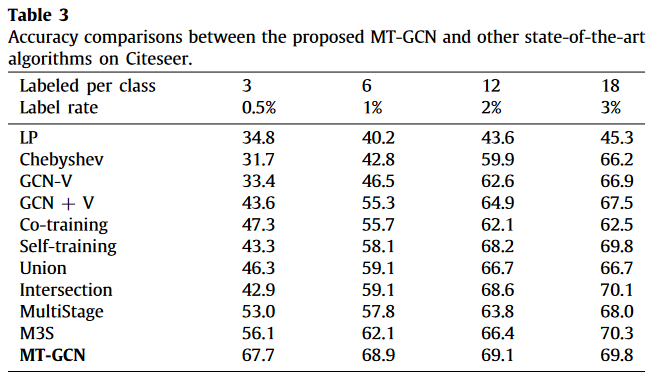 Table 3
Accuracy comparisons between the proposed MT-GCN and other state-of-the-art
algorithms on Citeseer.
Labeled per class 3 6 12 18
Label rate 0.5% 1% 2% 3%
LP 34.8 40.2 43.6 45.3
Chebyshev 31.7 42.8 59.9 66.2
GCN-V 33.4 46.5 62.6 66.9
GCN + V 43.6 55.3 64.9 67.5
Co-training 47.3 55.7 62.1 62.5
Self-training 43.3 58.1 68.2 69.8
Union 46.3 59.1 66.7 66.7
Intersection 42.9 59.1 68.6 70.1
MultiStage 53.0 57.8 63.8 68.0
M3S 56.1 62.1 66.4 70.3
MT-GCN 67.7 68.9 69.1 69.8